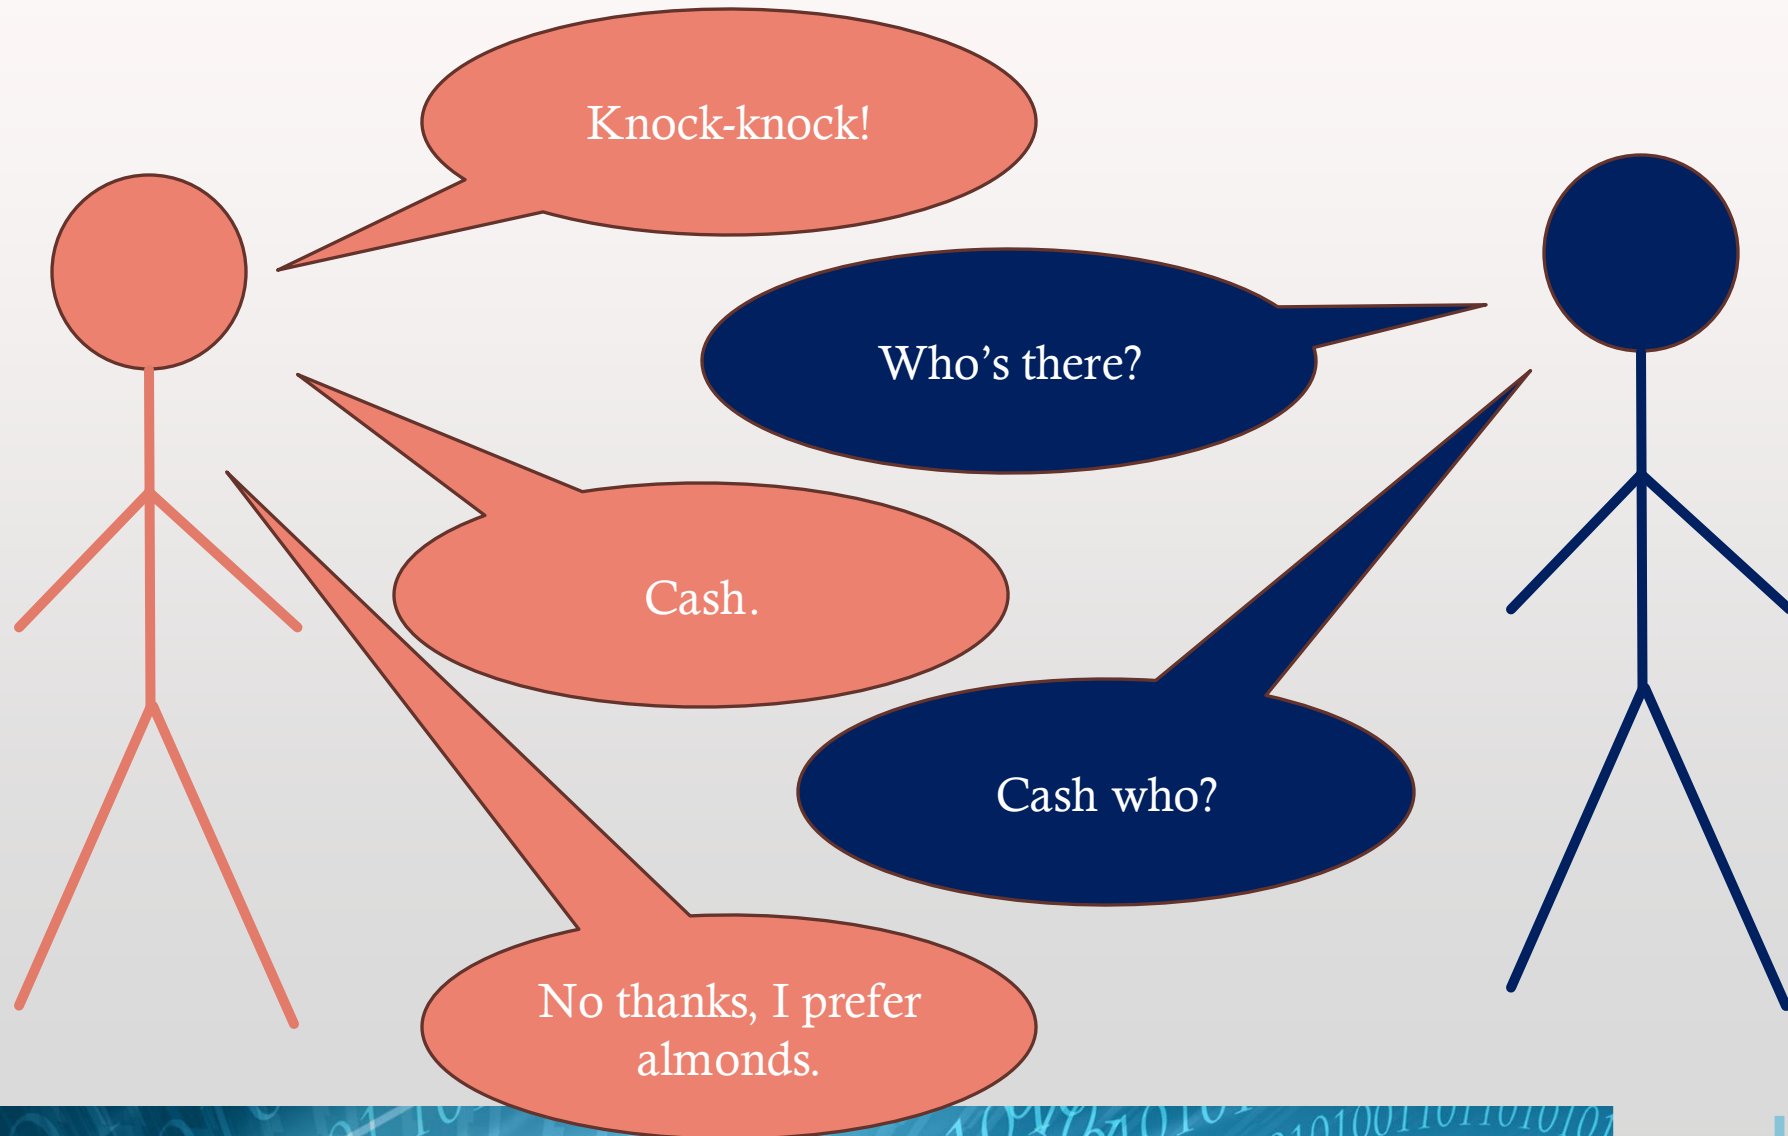 Knock-knock!
Who’s there?
Cash.
Cash who?
No thanks, I prefer
almonds.